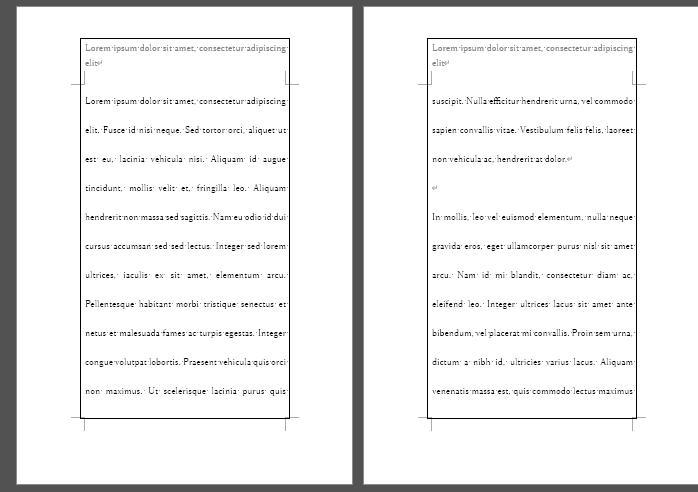 Lorem ipsum dolor sit amet, consectetur adipiscing
elit
Lorem ipsum dolor sit amet, consectetur adipiscing
elit. Fusce id nisi neque. Sed tortor orci, aliquet ut
est eu, lacinia vehicula nisi. Aliquam id augue
tincidunt, mollis velit et, fringilla leo. Aliquam
hendrerit non massa sed sagittis. Nam eu odio id dui
cursus accumsan sed sed lectus. Integer sed lorem
ultrices, iaculis ex sit amet, elementum arcu.
Pellentesque habitant morbi tristique senectus et
netus et malesuada fames ac turpis egestas. Integer
congue volutpat lobortis. Praesent vehicula quis orci
non maximus. Ut scelerisque lacinia purus quis
Lorem ipsum dolor sit amet, consectetur adipiscing
elit
suscipit. Nulla efficitur hendrerit urna, vel commodo
sapien convallis vitae. Vestibulum felis felis, laoreet
non vehicula ac, hendrerit at dolor.
In mollis, leo vel euismod elementum, nulla neque
gravida eros, eget ullamcorper purus nisl sit amet
arcu. Nam id mi blandit, consectetur diam ac,
eleifend leo. Integer ultrices lacus sit amet ante
bibendum, vel placerat mi convallis. Proin sem urna,
dictum a nibh id, ultricies varius lacus. Aliquam
venenatis massa est, quis commodo lectus maximus